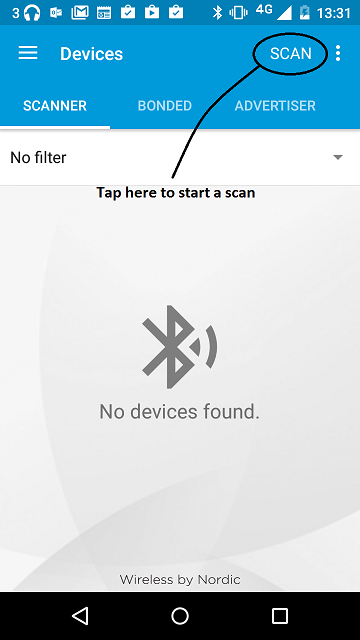 3 4G 13:31
Devices SCAN
SCANNER BONDED ADVERTISER
No filter
Tap here to start a scan
No devices found.
Wireless by Nordic